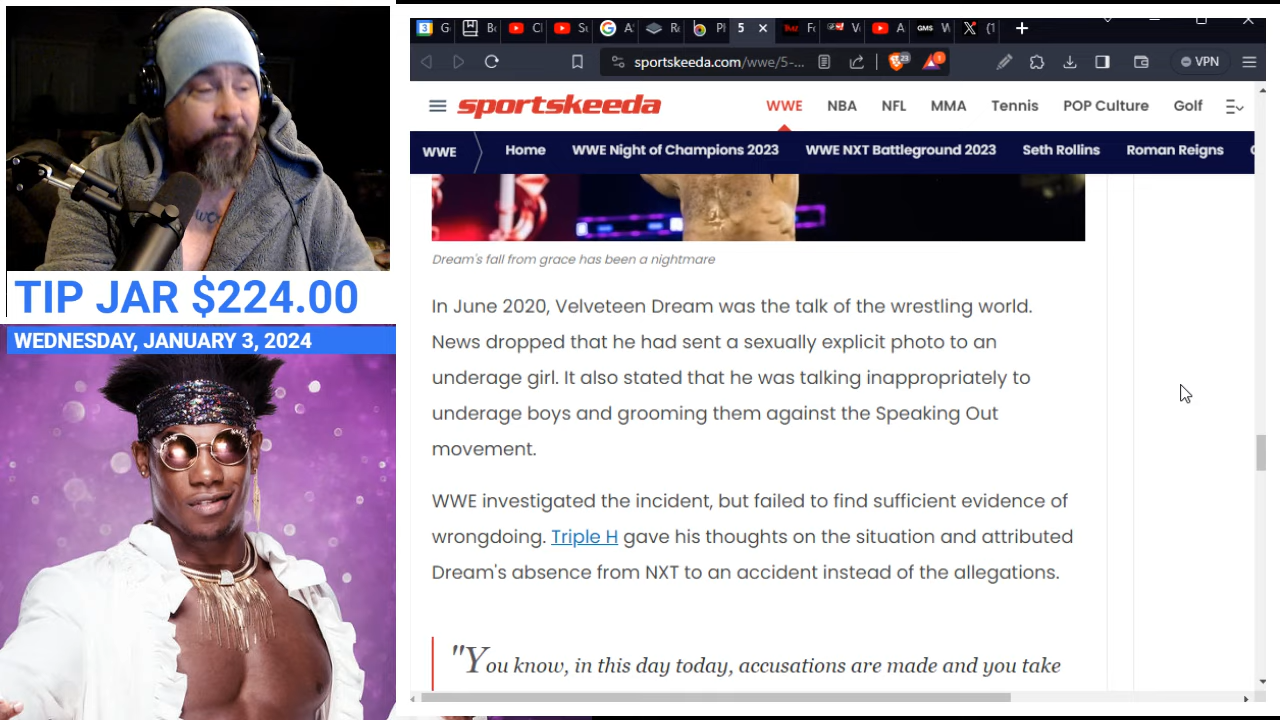 TIP JAR $224.00
WEDNESDAY, JANUARY 3, 2024
5
sportskeeda.com/wwe/5-...
VPN
sportskeeda
WWE NBA NFL MMA Tennis POP Culture Golf
WWE Home WWE Night of Champions 2023 WWE NXT Battleground 2023 Seth Rollins Roman Reigns
Dream's fall from grace has been a nightmare
In June 2020, Velveteen Dream was the talk of the wrestling world.
News dropped that he had sent a sexually explicit photo to an
underage girl. It also stated that he was talking inappropriately to
underage boys and grooming them against the Speaking Out
movement.
WWE investigated the incident, but failed to find sufficient evidence of
wrongdoing. Triple H gave his thoughts on the situation and attributed
Dream's absence from NXT to an accident instead of the allegations.
"You know, in this day today, accusations are made and you take